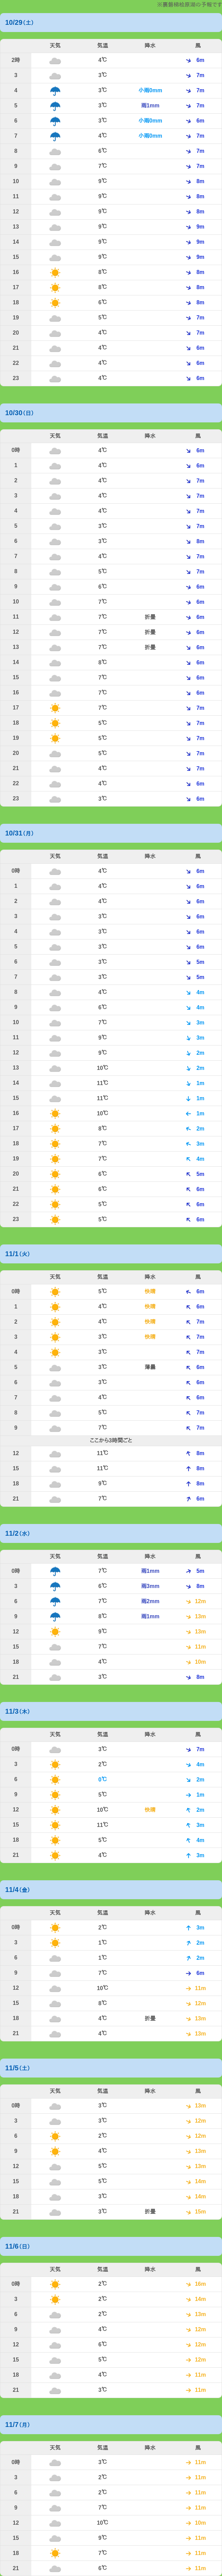 10/29(土)
天気 気温 降水 風
2時 4℃ 6m
3 3℃ 7m
4 3℃ 小雨0mm 7m
5 3℃ 雨1mm 7m
6 3℃ 小雨0mm 6m
7 4℃ 小雨0mm 7m
8 6℃ 7m
9 7℃ 7m
10 9℃ 8m
11 9℃ 8m
12 9℃ 8m
13 9℃ 9m
14 9℃ 9m
15 9℃ 9m
16 8℃ 8m
17 8℃ 8m
18 6℃ 8m
19 5℃ 7m
20 4℃ 7m
21 4℃ 6m
22 4℃ 6m
23 4℃ 6m
10/30(日)
天気 気温 降水 風
0時 4℃ 6m
1 4℃ 6m
2 4℃ 7m
3 4℃ 7m
4 4℃ 7m
5 3℃ 7m
6 3℃ 8m
7 4℃ 7m
8 5℃ 7m
9 6℃ 6m
10 7℃ 6m
11 7℃ 折曇 6m
12 7℃ 折曇 6m
13 7℃ 折曇 6m
14 8℃ 6m
15 7℃ 6m
16 7℃ 6m
17 7℃ 7m
18 5℃ 7m
19 5℃ 7m
20 5℃ 7m
21 4℃ 7m
22 4℃ 6m
23 3℃ 6m
10/31(月)
天気 気温 降水 風
0時 4℃ 6m
1 4℃ 6m
2 4℃ 6m
3 3℃ 6m
4 3℃ 6m
5 3℃ 6m
6 3℃ 5m
7 3℃ 5m
8 4℃ 4m
9 6℃ 4m
10 7℃ 3m
11 9℃ 3m
12 9℃ 2m
13 10℃ 2m
14 11℃ 1m
15 11℃ 1m
16 10℃ 1m
17 8℃ 2m
18 7℃ 3m
19 7℃ 4m
20 6℃ 5m
21 6℃ 6m
22 5℃ 6m
23 5℃ 6m
11/1(火)
天気 気温 降水 風
0時 5℃ 快晴 6m
1 4℃ 快晴 6m
2 4℃ 快晴 7m
3 3℃ 快晴 7m
4 3℃ 7m
5 3℃ 薄曇 6m
6 3℃ 6m
7 4℃ 6m
8 5℃ 7m
9 7℃ 7m
ここから3時間ごと
12 11℃ 8m
15 11℃ 8m
18 9℃ 8m
21 7℃ 6m
11/2(水)
天気 気温 降水 風
0時 7℃ 雨1mm 5m
3 6℃ 雨3mm 8m
6 7℃ 雨2mm 12m
9 8℃ 雨1mm 13m
12 9℃ 13m
15 7℃ 11m
18 4℃ 10m
21 3℃ 8m
11/3(木)
天気 気温 降水 風
0時 3℃ 7m
3 2℃ 4m
6 0℃ 2m
9 5℃ 1m
12 10℃ 快晴 2m
15 11℃ 3m
18 5℃ 4m
21 4℃ 3m
11/4(金)
天気 気温 降水 風
0時 2℃ 3m
3 1℃ 2m
6 1℃ 2m
9 7℃ 6m
12 10℃ 11m
15 8℃ 12m
18 4℃ 折曇 13m
21 4℃ 13m
11/5(土)
天気 気温 降水 風
0時 3℃ 13m
3 3℃ 12m
6 2℃ 12m
9 4℃ 13m
12 5℃ 13m
15 5℃ 14m
18 3℃ 14m
21 3℃ 折曇 15m
11/6(日)
天気 気温 降水 風
0時 2℃ 16m
3 2℃ 14m
6 2℃ 13m
9 4℃ 12m
12 6℃ 12m
15 5℃ 12m
18 4℃ 11m
21 3℃ 11m
11/7(月)
天気 気温 降水 風
0時 3℃ 11m
3 2℃ 11m
6 2℃ 11m
9 7℃ 11m
12 10℃ 10m
15 9℃ 11m
18 7℃ 11m
21 6℃ 11m